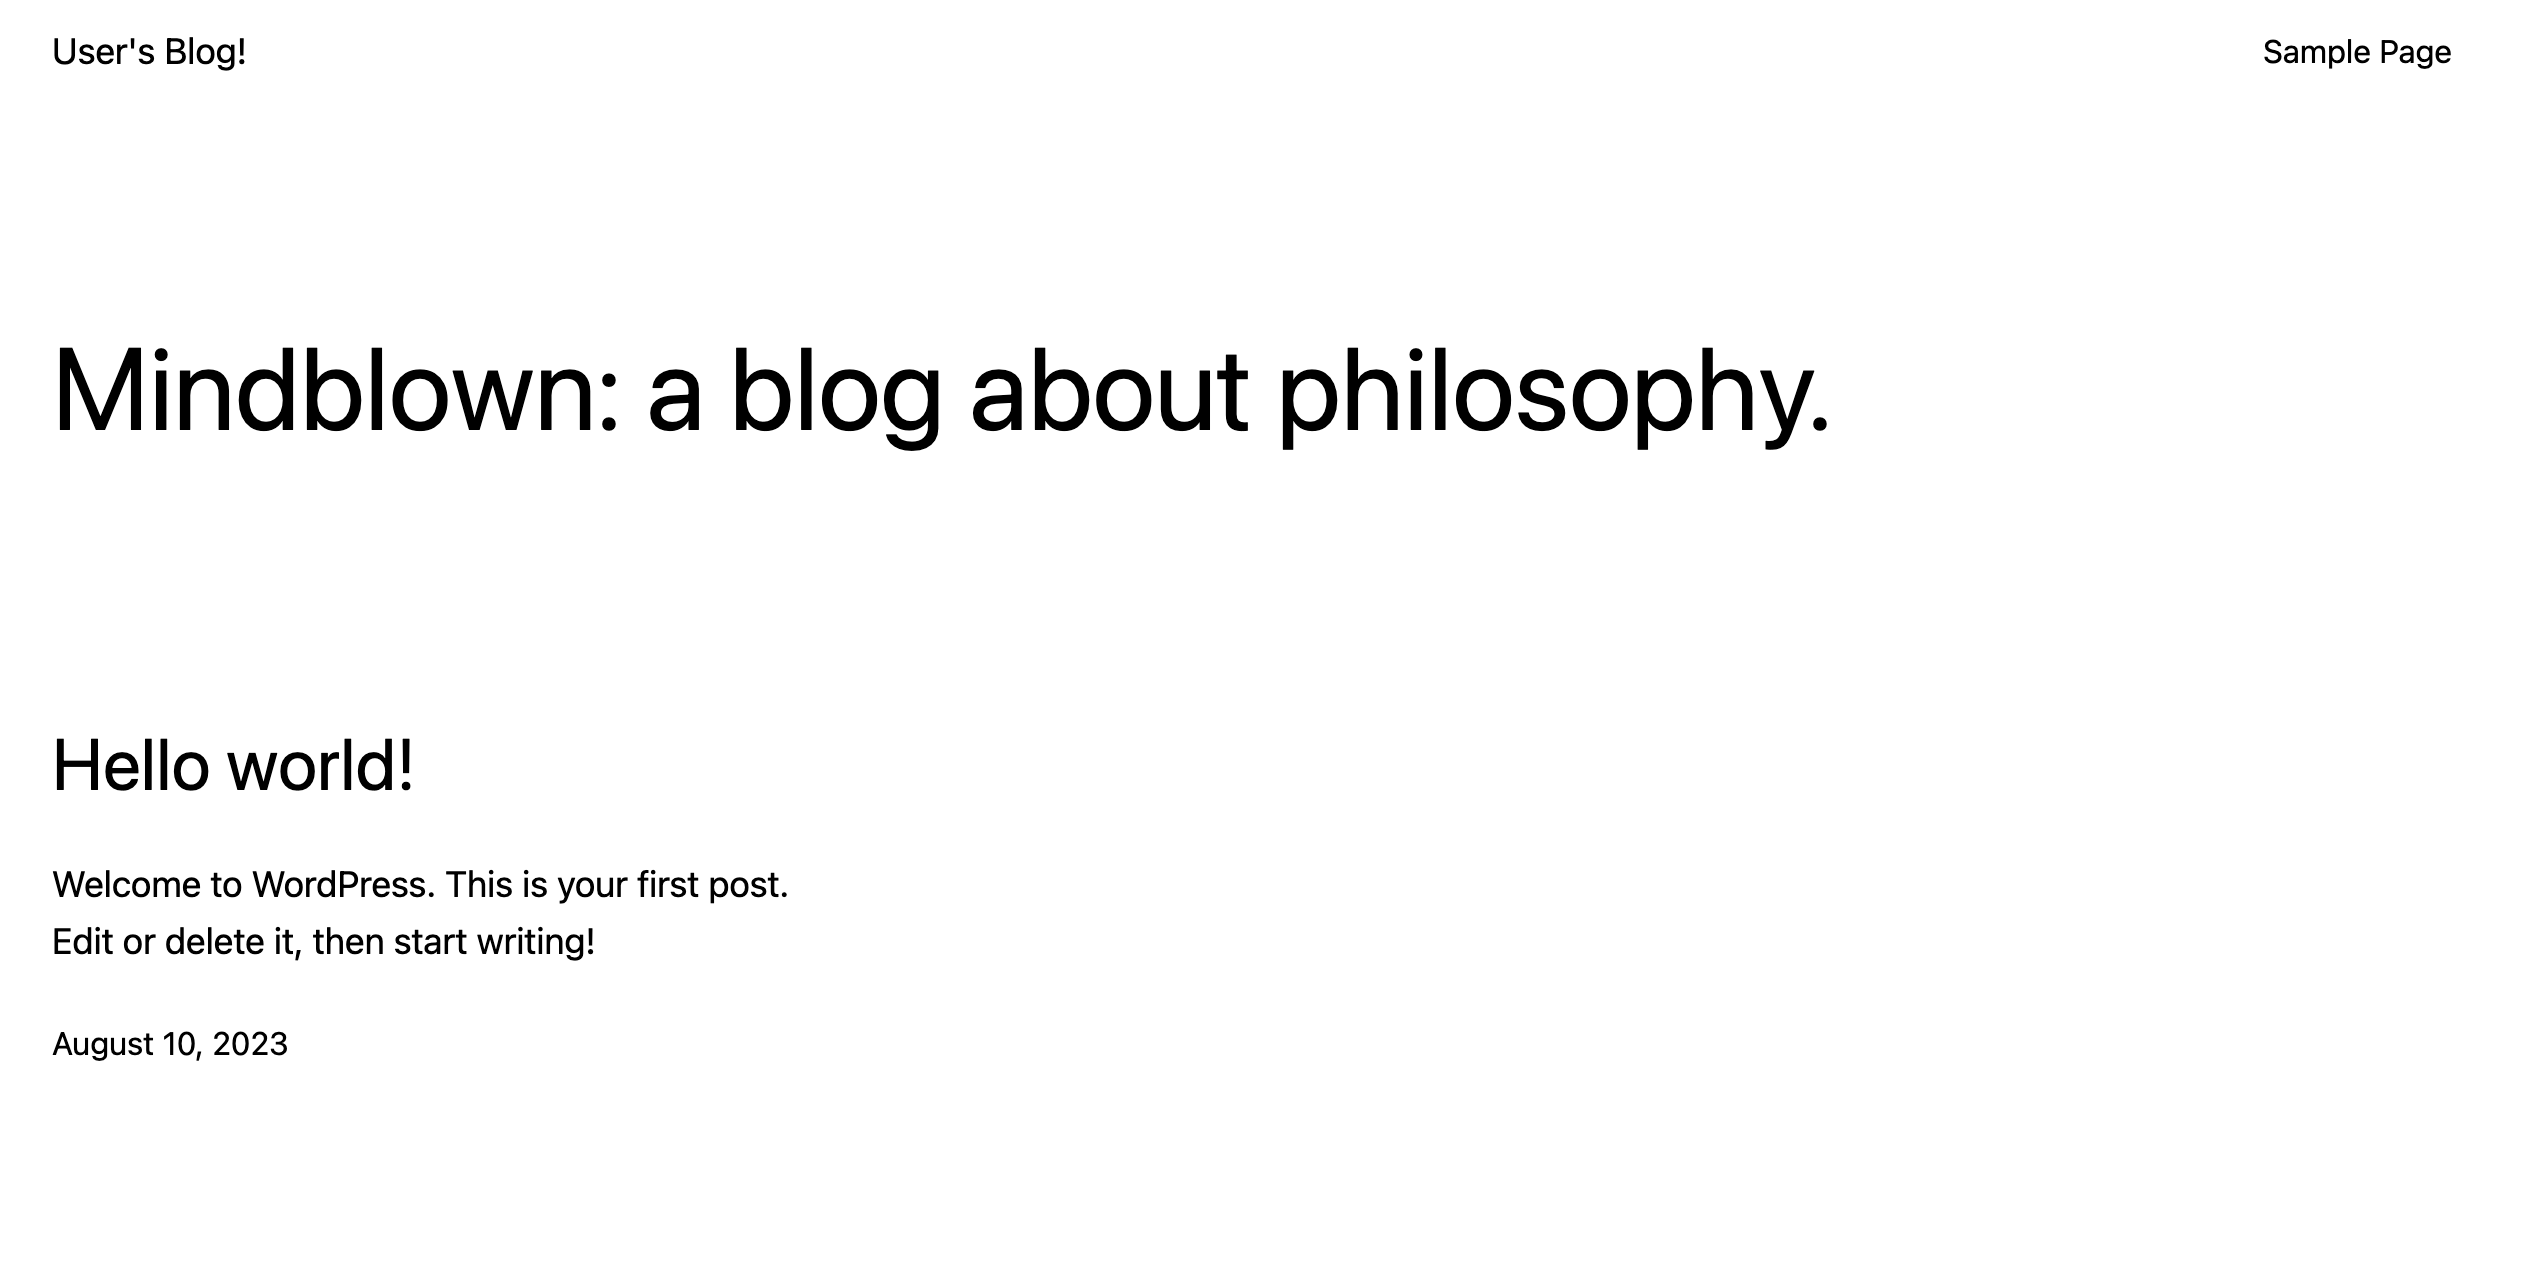 User's Blog!
Sample Page
Mindblown: a blog about philosophy.
Hello world!
Welcome to WordPress. This is your first post.
Edit or delete it, then start writing!
August 10, 2023